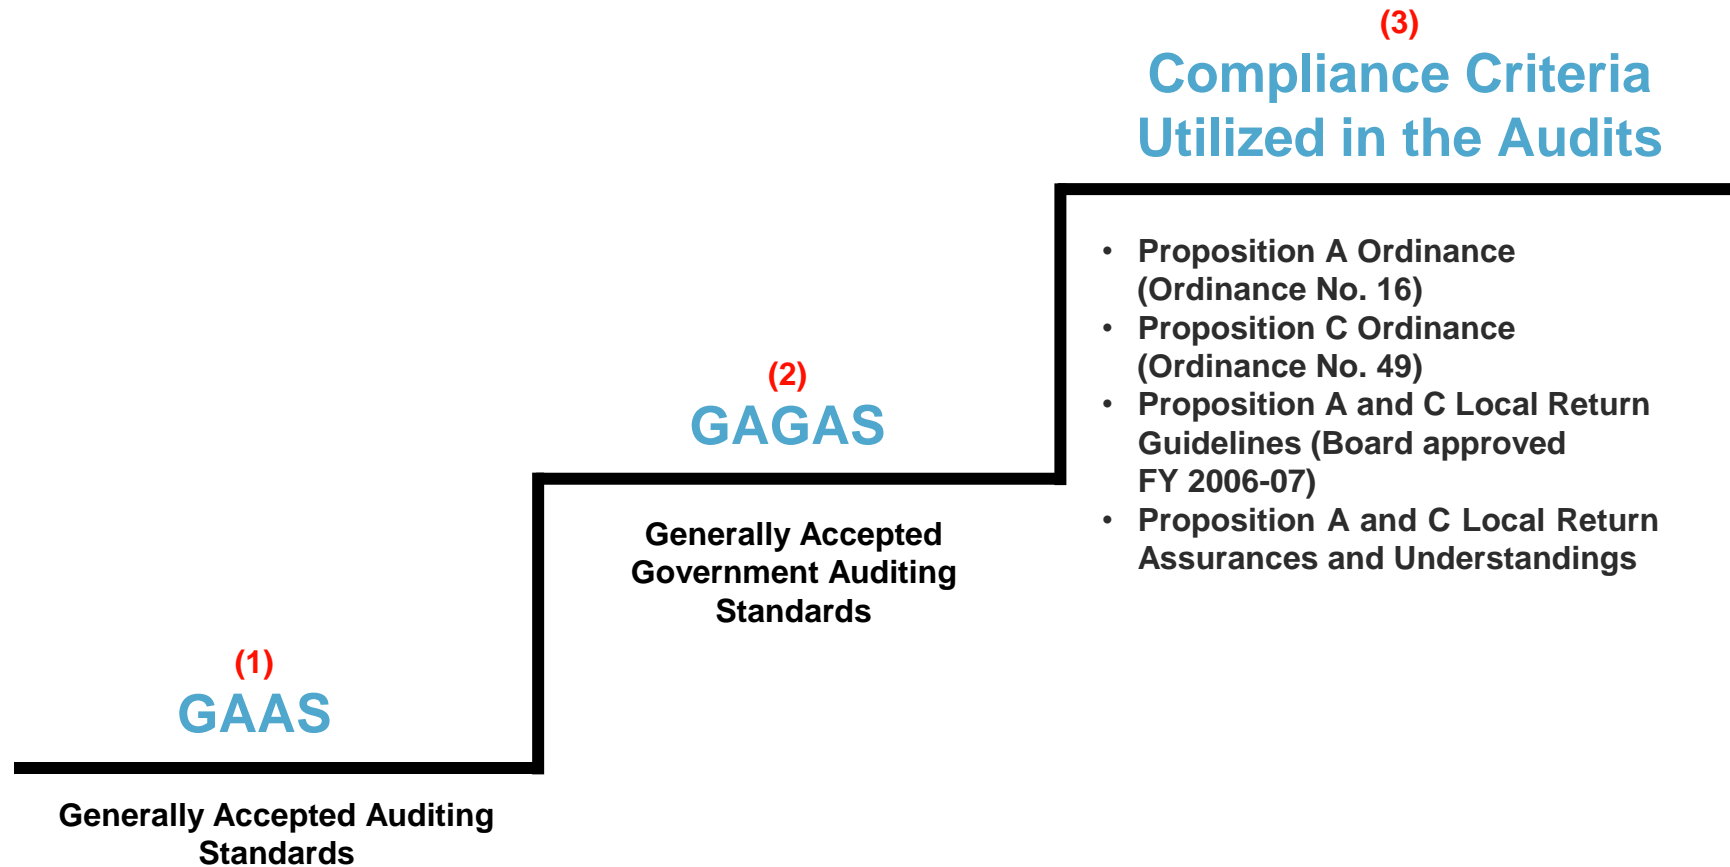 (1)
GAAS
Generally Accepted Auditing
Standards
(2)
GAGAS
Generally Accepted
Government Auditing
Standards
(3)
Compliance Criteria
Utilized in the Audits
• Proposition A Ordinance
(Ordinance No. 16)
• Proposition C Ordinance
(Ordinance No. 49)
• Proposition A and C Local Return
Guidelines (Board approved
FY 2006-07)
• Proposition A and C Local Return
Assurances and Understandings